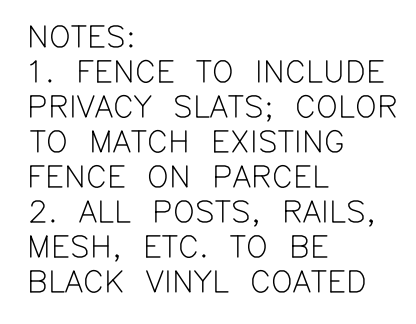 NOTES:
1. FENCE TO INCLUDE
PRIVACY SLATS; COLOR
TO MATCH EXISTING
FENCE ON PARCEL
2. ALL POSTS, RAILS,
MESH, ETC. TO BE
BLACK VINYL COATED